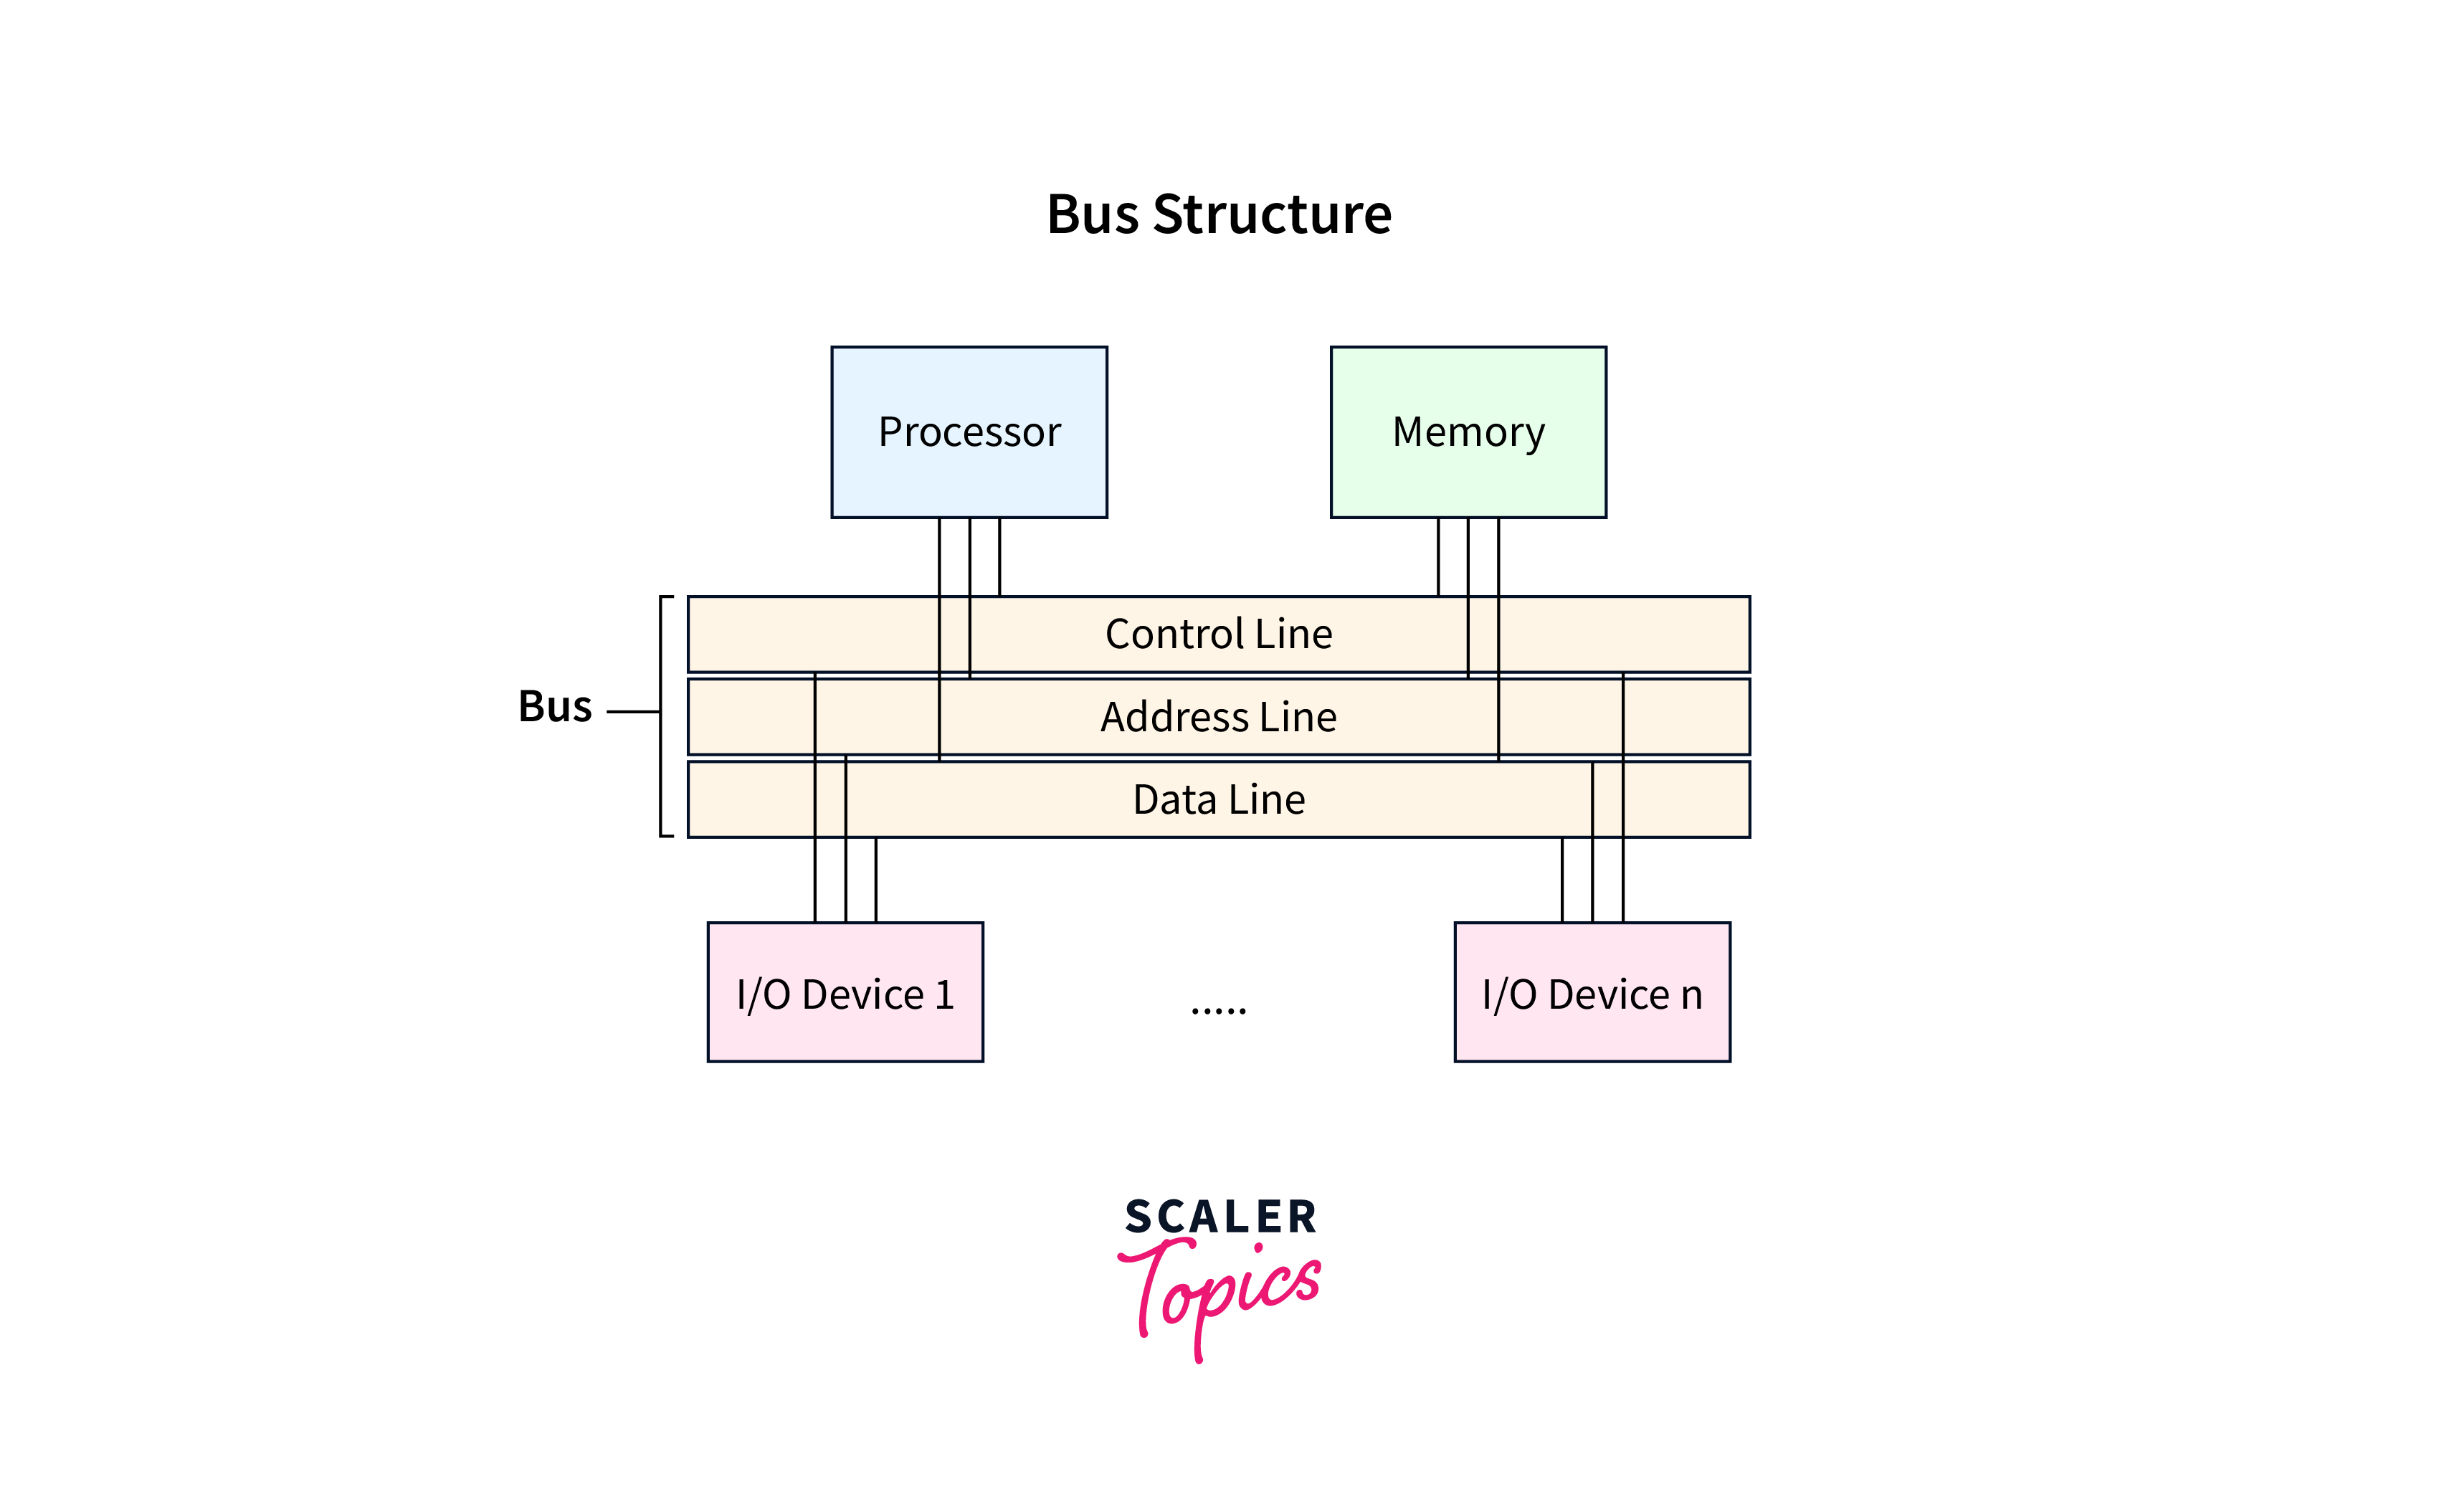 Bus Structure
Processor
Memory
Control Line
Bus
Address Line
Data Line
I/O Device 1
.....
I/O Device n
SCALER
Topics